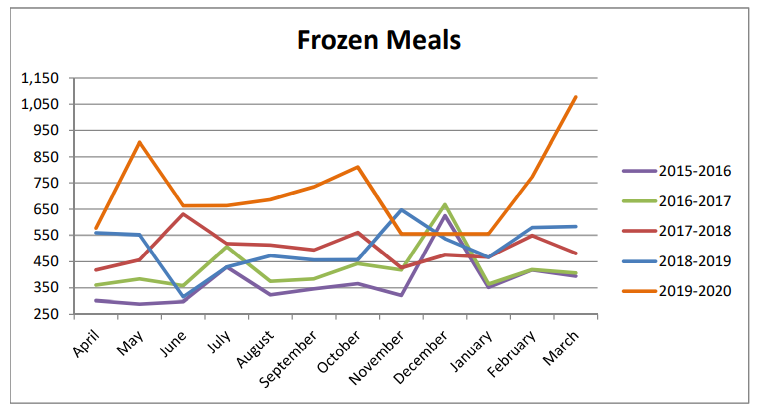 Frozen Meals
1,150
1,050
950
850
750
650
550
450
350
250
April
May
June
July
August
September
October
November
December
January
February
March
2015-2016
2016-2017
2017-2018
2018-2019
2019-2020